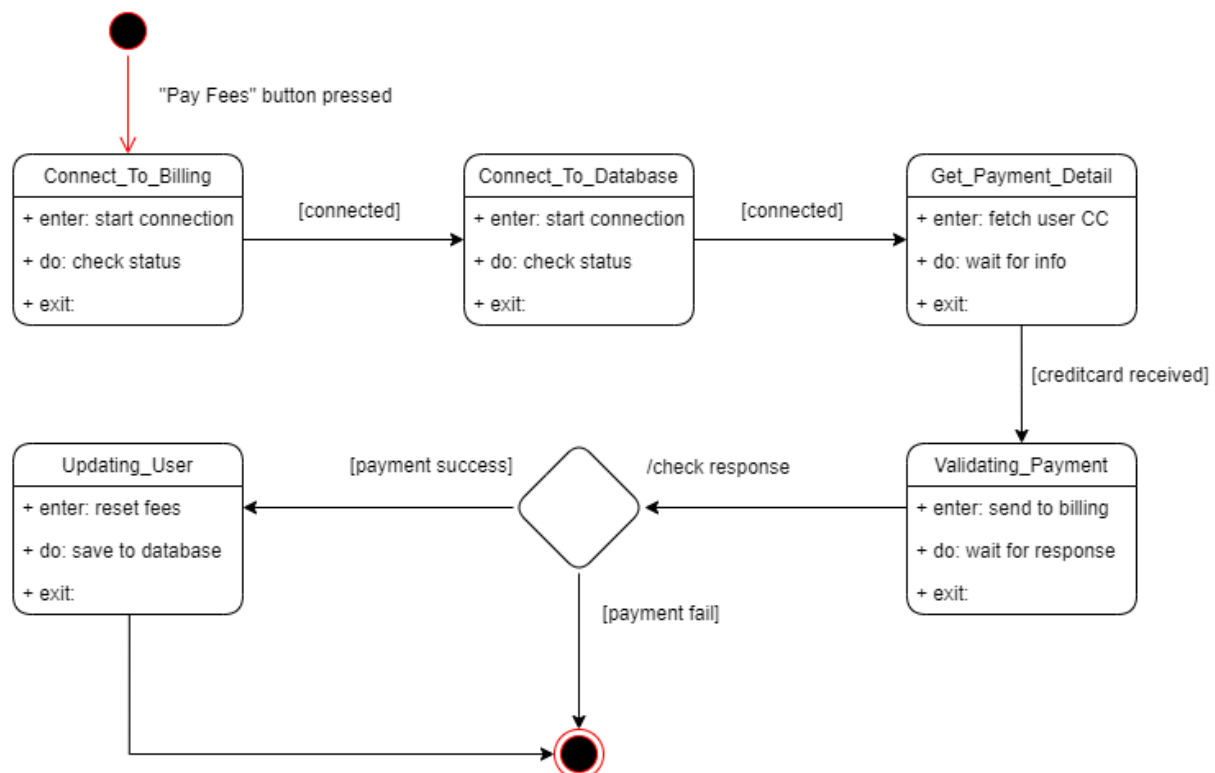 "Pay Fees" button pressed
Connect_To_Billing
+ enter: start connection
+ do: check status
+ exit:
[connected]
Connect_To_Database
+ enter: start connection
+ do: check status
+ exit:
[connected]
Get_Payment_Detail
+ enter: fetch user CC
+ do: wait for info
+ exit:
[creditcard received]
Validating_Payment
+ enter: send to billing
+ do: wait for response
+ exit:
/check response
[payment success]
Updating_User
+ enter: reset fees
+ do: save to database
+ exit:
[payment fail]